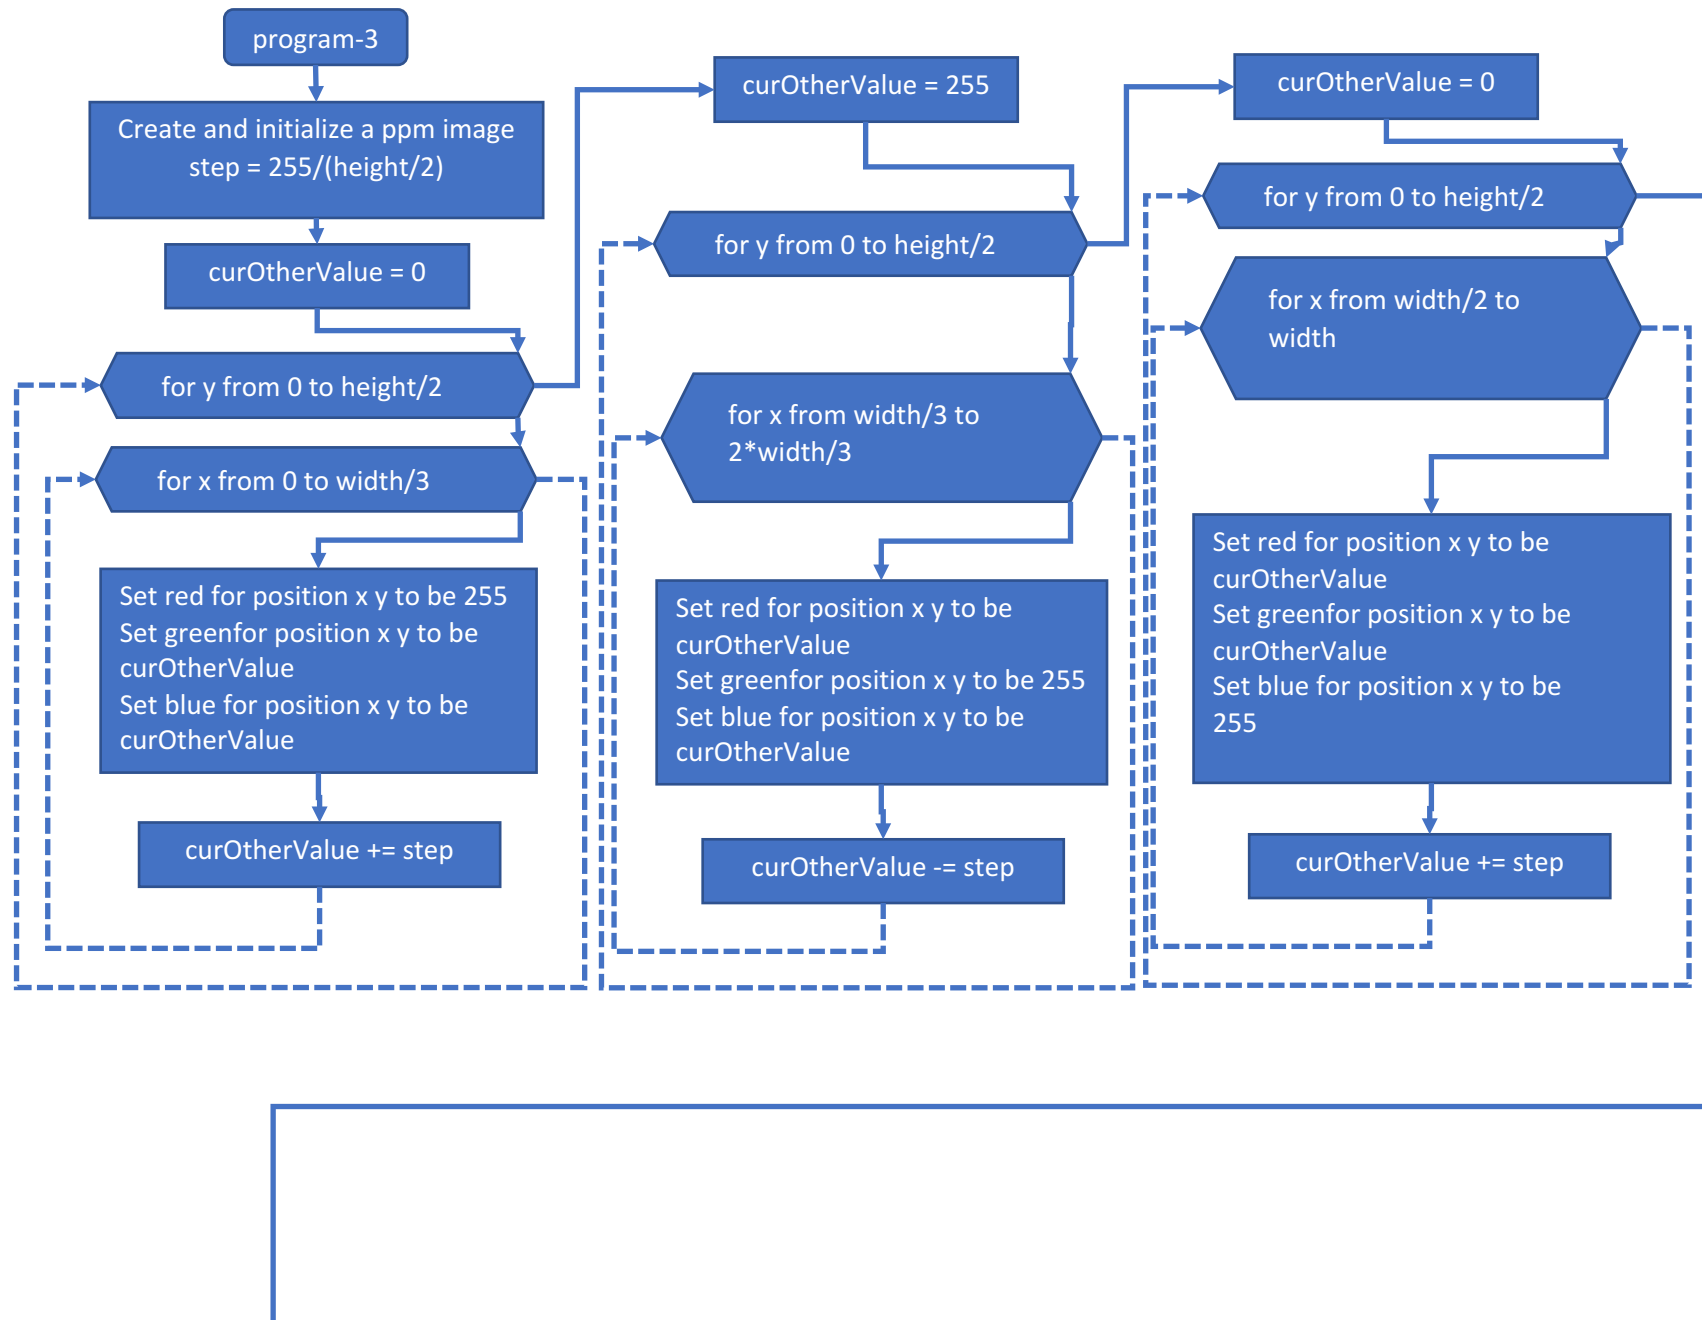 program-3
Create and initialize a ppm image
step = 255/(height/2)
curOtherValue = 0
for y from 0 to height/2
for x from 0 to width/3
Set red for position x y to be 255
Set greenfor position x y to be
curOtherValue
Set blue for position x y to be
curOtherValue
curOtherValue += step
curOtherValue = 255
for y from 0 to height/2
for x from width/3 to
2*width/3
Set red for position x y to be
curOtherValue
Set greenfor position x y to be 255
Set blue for position x y to be
curOtherValue
curOtherValue -= step
curOtherValue = 0
for y from 0 to height/2
for x from width/2 to
width
Set red for position x y to be
curOtherValue
Set greenfor position x y to be
curOtherValue
Set blue for position x y to be
255
curOtherValue += step